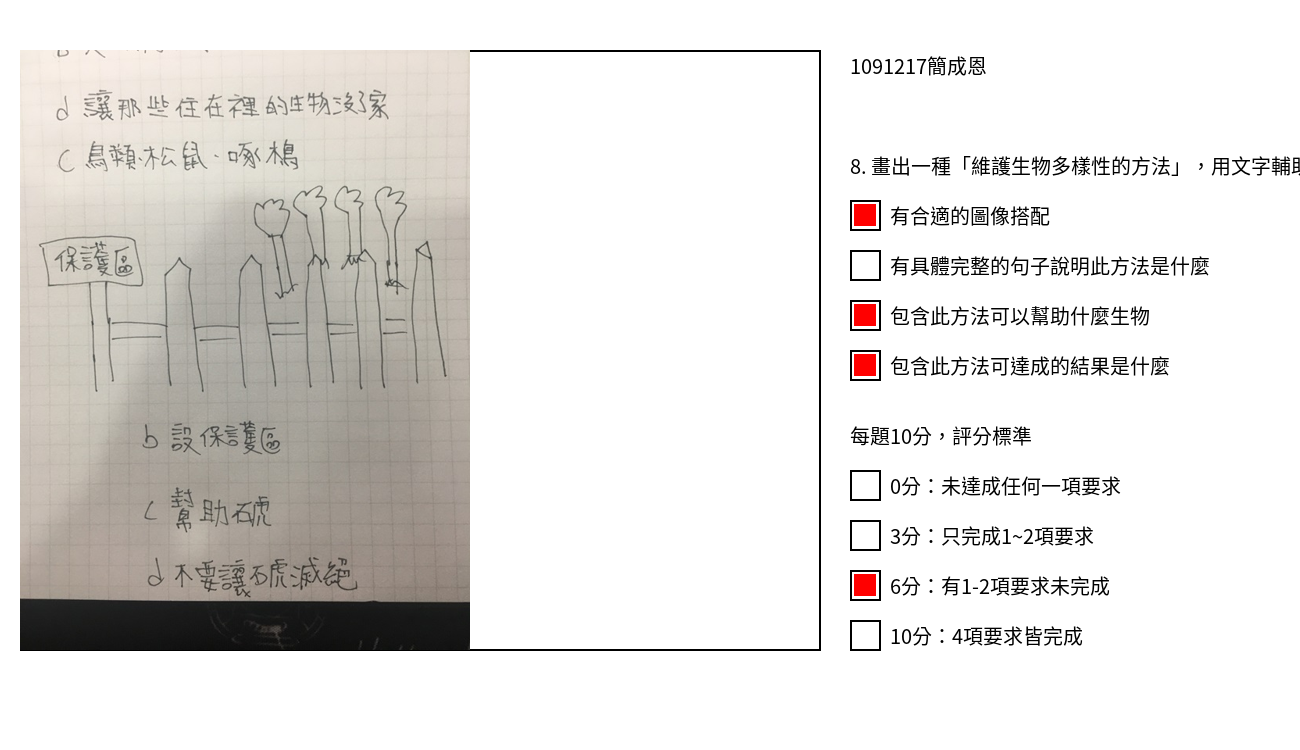 d 讓那些住在裡的生物沒了家
c 鳥類、松鼠、啄木鳥
保護區
b 設保護區
c 幫助石虎
d 不要讓石虎滅絕
1091217簡成恩
8. 畫出一種「維護生物多樣性的方法」，用文字輔助
有合適的圖像搭配
有具體完整的句子說明此方法是什麼
包含此方法可以幫助什麼生物
包含此方法可達成的結果是什麼
每題10分，評分標準
0分：未達成任何一項要求
3分：只完成1~2項要求
6分：有1-2項要求未完成
10分：4項要求皆完成